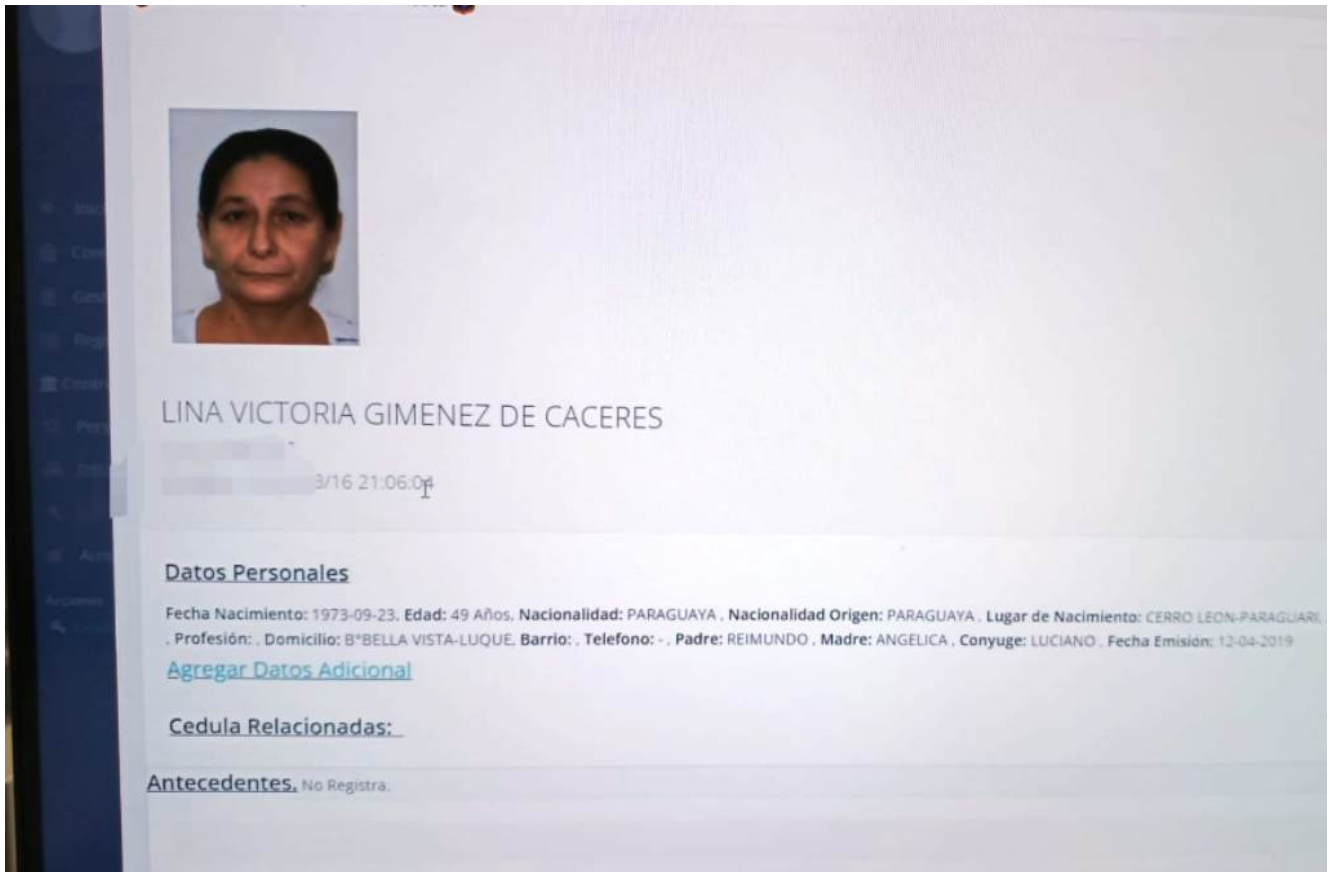 LINA VICTORIA GIMENEZ DE CACERES
3/16 21:06:04
Datos Personales
Fecha Nacimiento: 1973-09-23, Edad: 49 Años, Nacionalidad: PARAGUAYA , Nacionalidad Origen: PARAGUAYA , Lugar de Nacimiento: CERRO LEON-PARAGUARI,
. Profesión: , Domicilio: B°BELLA VISTA-LUQUE, Barrio: , Telefono: - , Padre: REIMUNDO , Madre: ANGELICA , Conyuge: LUCIANO , Fecha Emisión: 12-04-2019
Agregar Datos Adicional
Cedula Relacionadas:
Antecedentes, No Registra.
Acciones